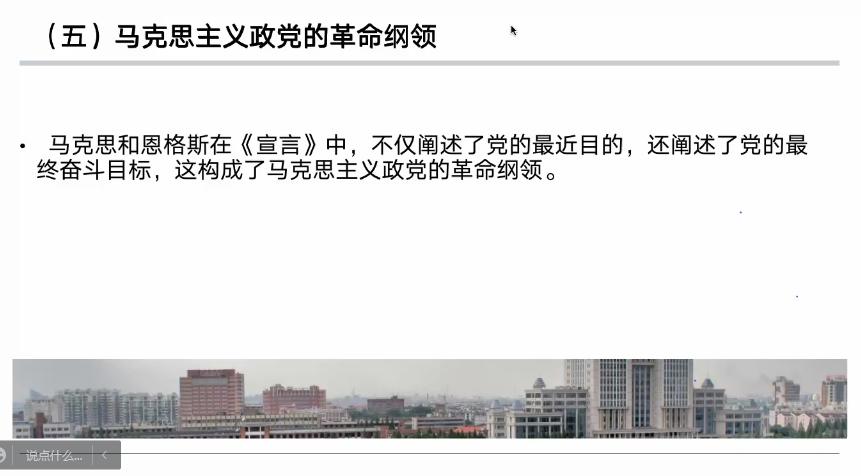 （五）马克思主义政党的革命纲领
• 马克思和恩格斯在《宣言》中，不仅阐述了党的最近目的，还阐述了党的最
终奋斗目标，这构成了马克思主义政党的革命纲领。
说点什么...